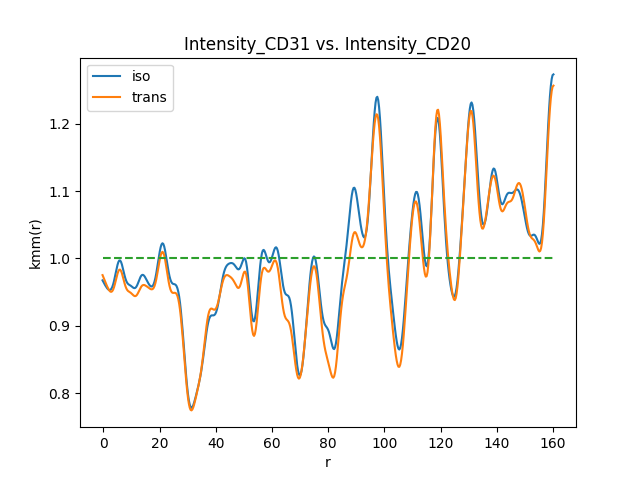 Intensity_CD31 vs. Intensity_CD20
iso
trans
kmm(r)
1.2
1.1
1.0
0.9
0.8
0 20 40 60 80 100 120 140 160
r